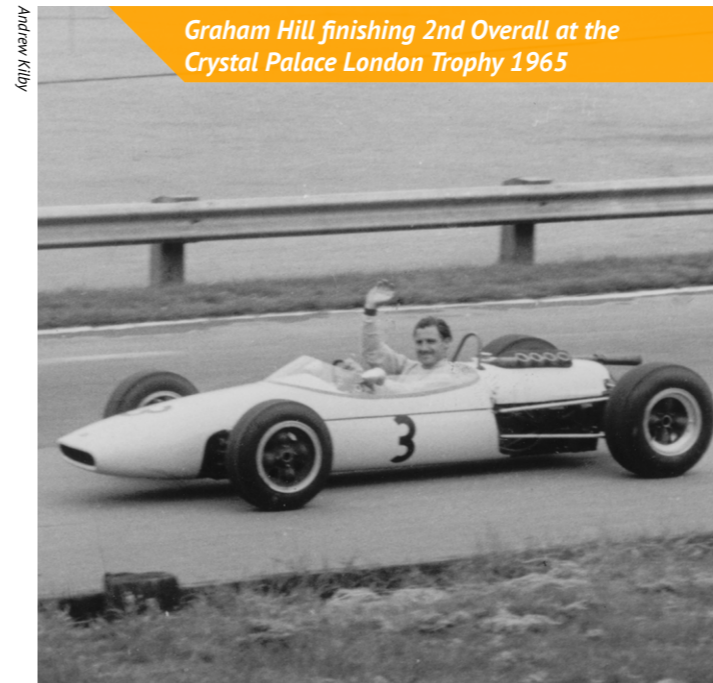 Andrew Kilby
Graham Hill finishing 2nd Overall at the
Crystal Palace London Trophy 1965
3